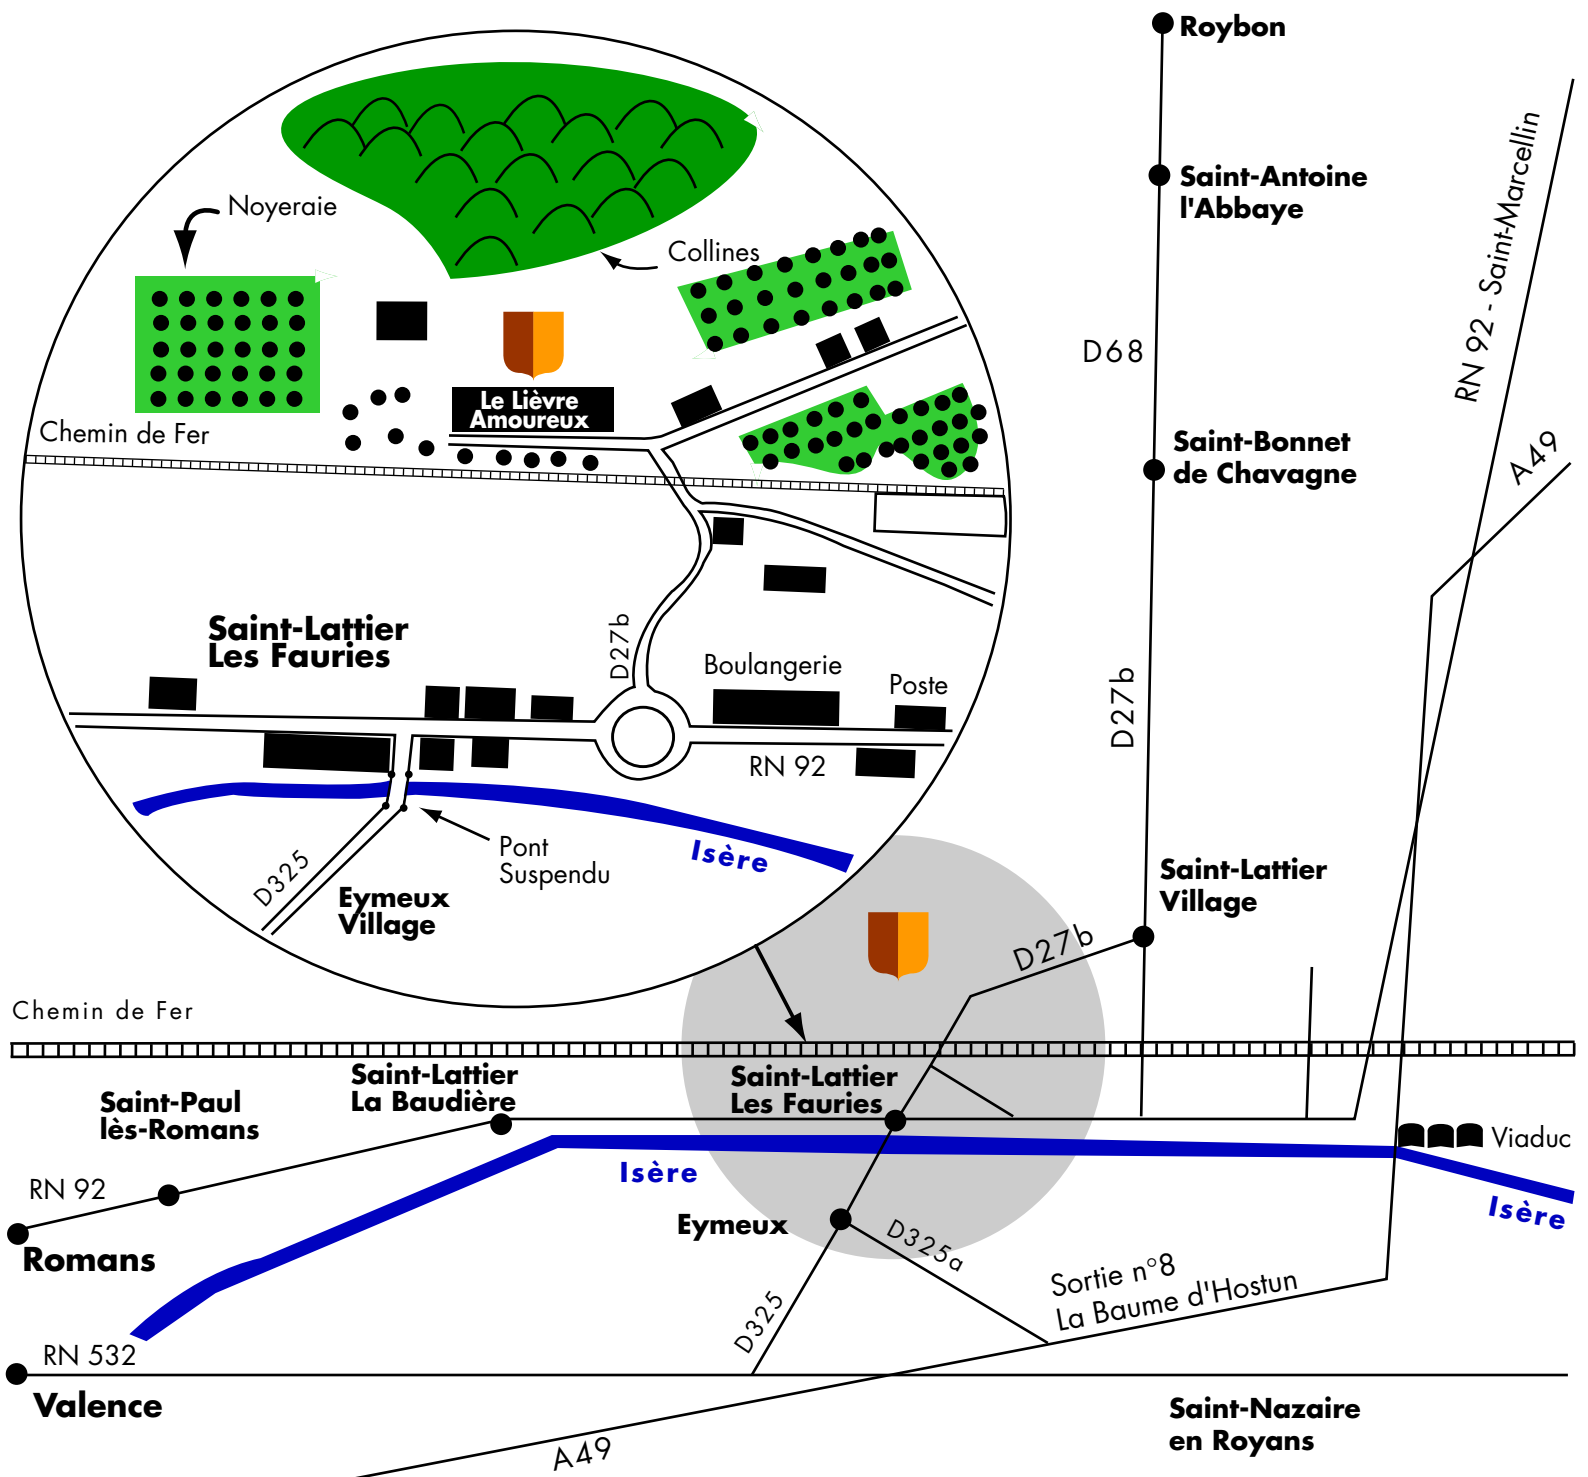 Roybon
Saint-Antoine
l'Abbaye
RN 92 - Saint-Marcellin
Noyeraie
Collines
D68
Le Lièvre
Amoureux
Chemin de Fer
Saint-Bonnet
de Chavagne
A49
Saint-Lattier
Les Fauries
D27b
Boulangerie
Poste
D27b
RN 92
Pont
Suspendu
Isère
D325
Eymeux
Village
Saint-Lattier
Village
D27b
Chemin de Fer
Saint-Lattier
La Baudière
Saint-Lattier
Les Fauries
Saint-Paul
lès-Romans
Viaduc
RN 92
Isère
Isère
Romans
Eymeux
D325a
Sortie n°8
La Baume d'Hostun
D325
RN 532
Valence
Saint-Nazaire
en Royans
A49